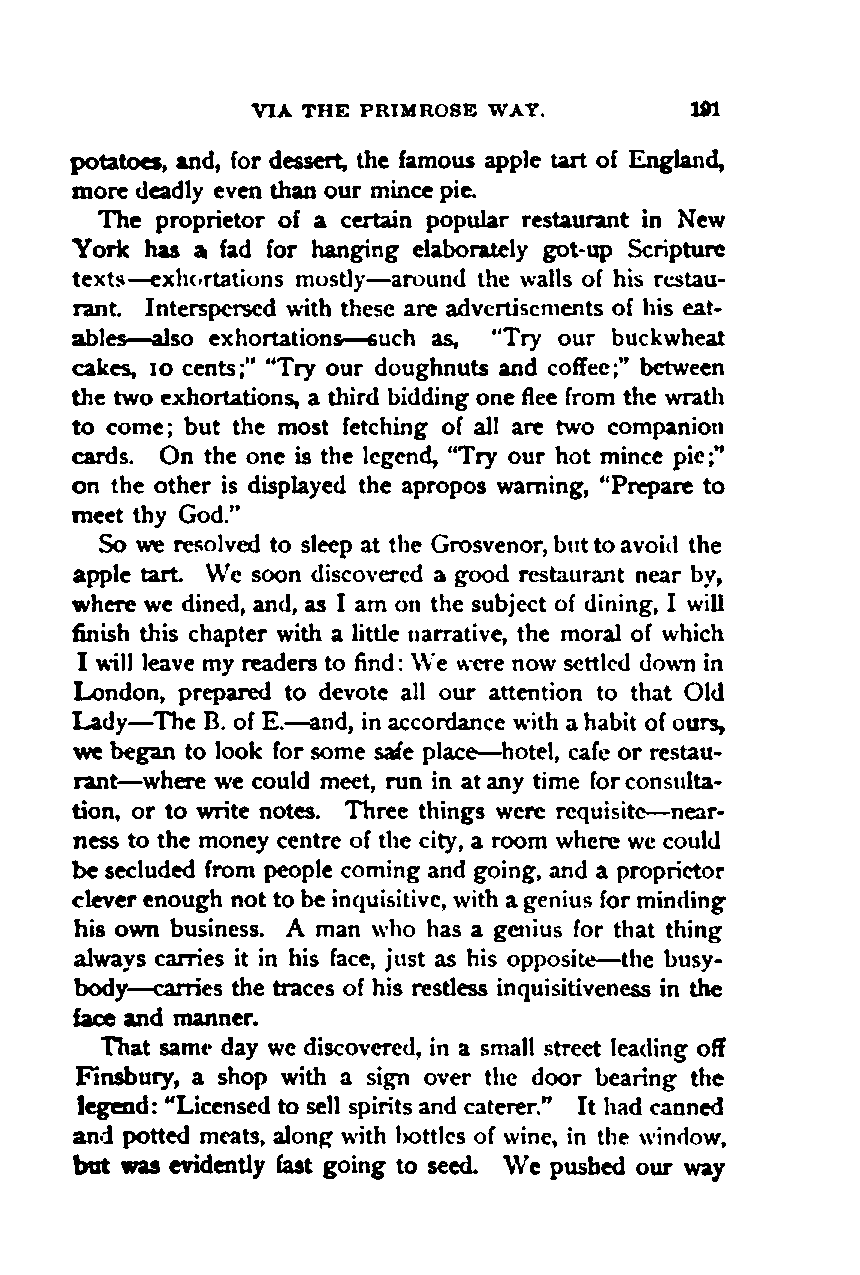 VIA THE PRIMROSE WAY. 191
potatoes, and, for dessert, the famous apple tart of England,
more deadly even than our mince pie.
The proprietor of a certain popular restaurant in New
York has a fad for hanging elaborately got-up Scripture
texts—exhortations mostly—around the walls of his restau-
rant. Interspersed with these are advertisements of his eat-
ables—also exhortations—such as, "Try our buckwheat
cakes, 10 cents;" "Try our doughnuts and coffee;" between
the two exhortations, a third bidding one flee from the wrath
to come; but the most fetching of all are two companion
cards. On the one is the legend, "Try our hot mince pie;"
on the other is displayed the apropos warning, "Prepare to
meet thy God."
So we resolved to sleep at the Grosvenor, but to avoid the
apple tart. We soon discovered a good restaurant near by,
where we dined, and, as I am on the subject of dining, I will
finish this chapter with a little narrative, the moral of which
I will leave my readers to find: We were now settled down in
London, prepared to devote all our attention to that Old
Lady—The B. of E.—and, in accordance with a habit of ours,
we began to look for some safe place—hotel, cafe or restau-
rant—where we could meet, run in at any time for consulta-
tion, or to write notes. Three things were requisite—near-
ness to the money centre of the city, a room where we could
be secluded from people coming and going, and a proprietor
clever enough not to be inquisitive, with a genius for minding
his own business. A man who has a genius for that thing
always carries it in his face, just as his opposite—the busy-
body—carries the traces of his restless inquisitiveness in the
face and manner.
That same day we discovered, in a small street leading off
Finsbury, a shop with a sign over the door bearing the
legend: "Licensed to sell spirits and caterer." It had canned
and potted meats, along with bottles of wine, in the window,
but was evidently fast going to seed. We pushed our way